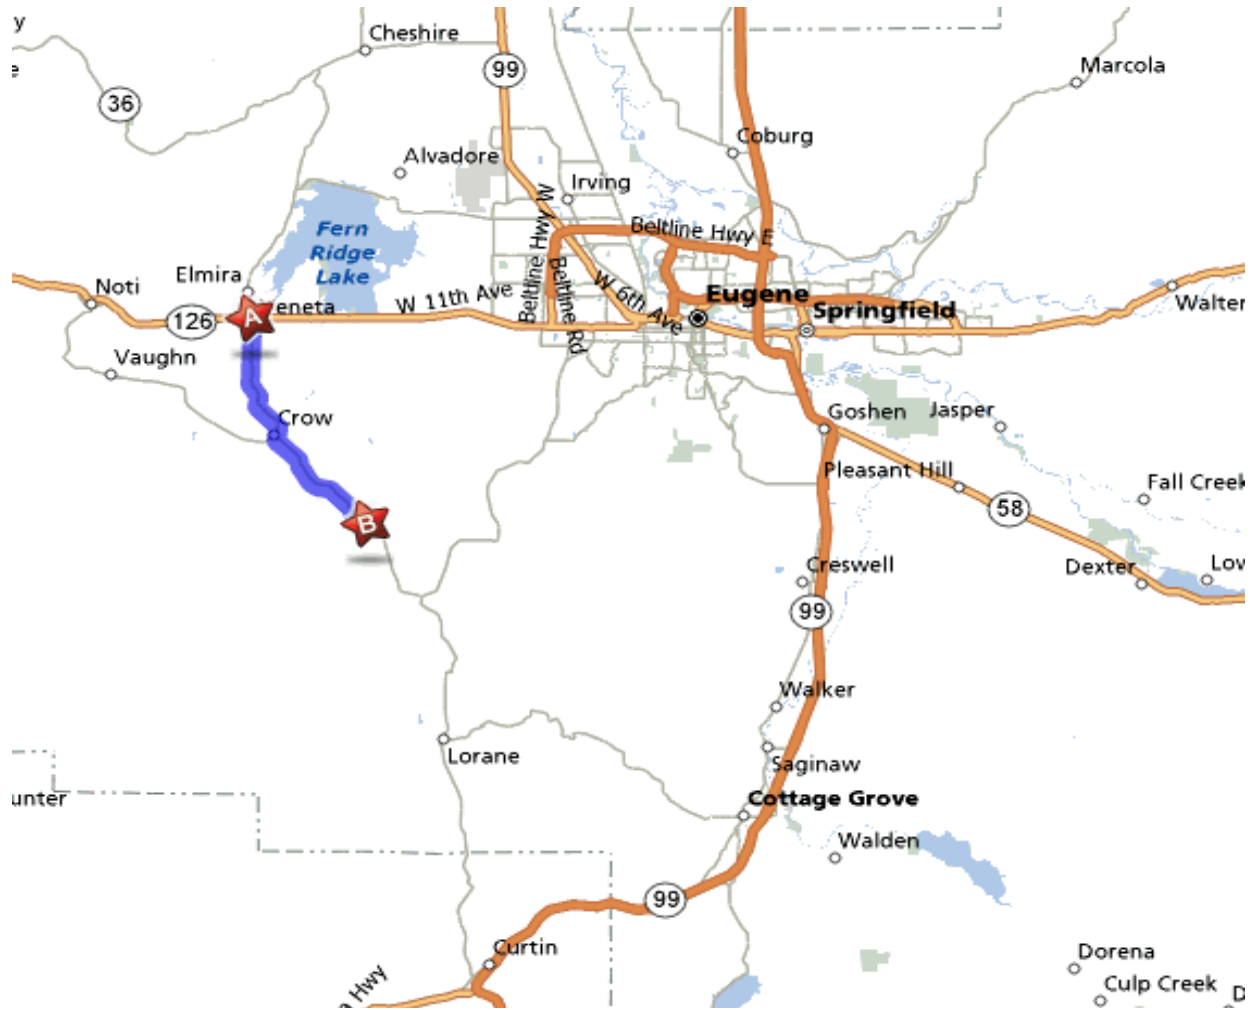 y
Cheshire
e
99
Marcola
36
Coburg
Alvadore
Irving
Beltline Hwy W
Fern
Ridge
Lake
Beltline Hwy E
Elmira
Noti
Beltline Rd
W 11th Ave
W 6th Ave
Eugene
Springfield
Walter
126
A
eneta
Vaughn
Crow
Goshen
Jasper
Pleasant Hill
Fall Creek
58
B
Creswell
Dexter
Low
99
Walker
Lorane
Saginaw
unter
Cottage Grove
Walden
99
Curtin
Dorena
Hwy
Culp Creek
D